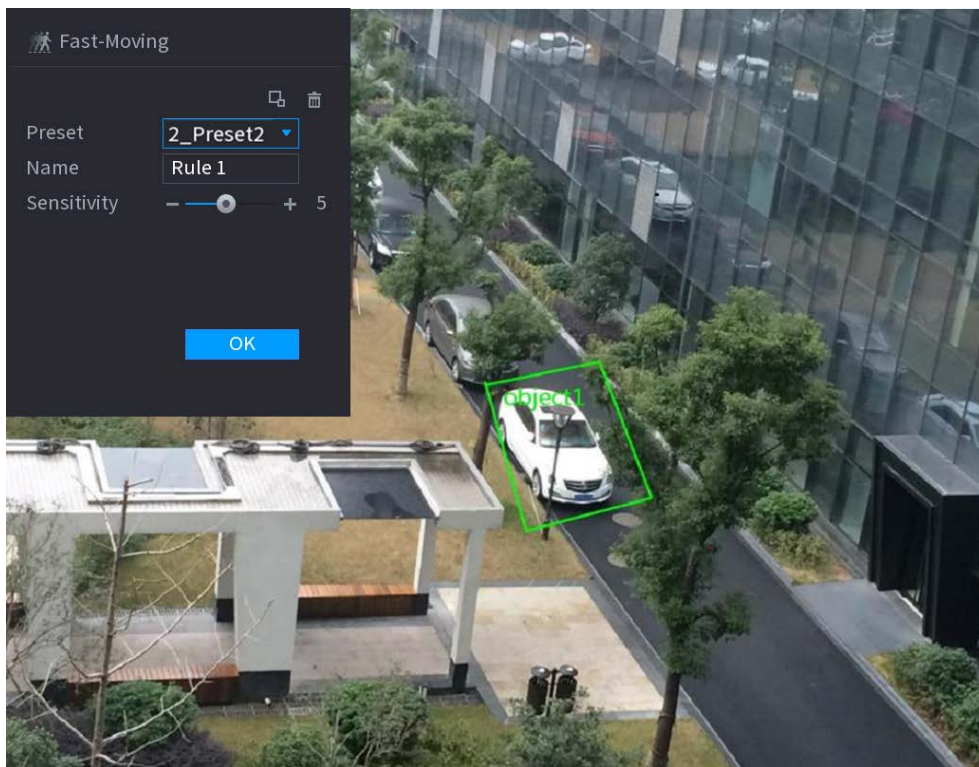 Fast-Moving
Preset 2_Preset2
Name Rule 1
Sensitivity 5
OK
object1